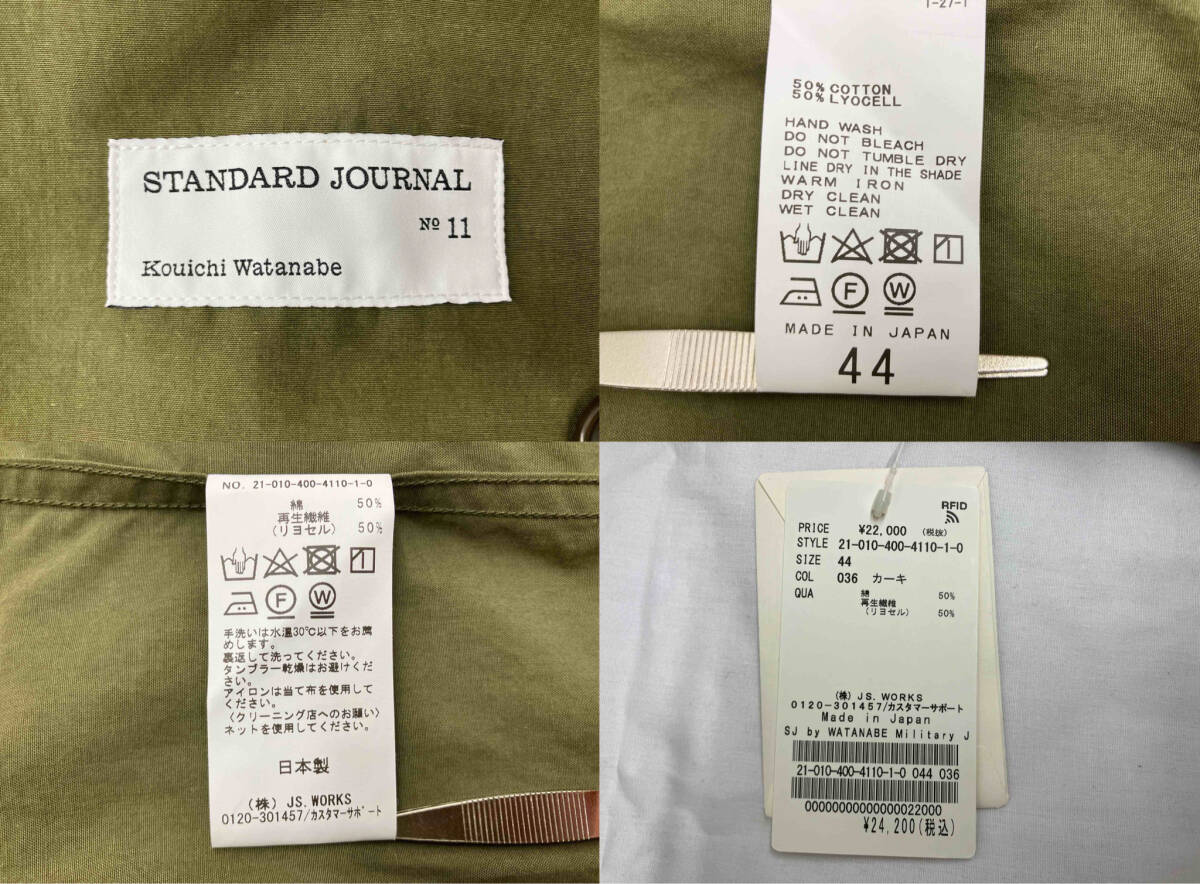 STANDARD JOURNAL
Nº 11
Kouichi Watanabe
1-27-1
50% COTTON
50% LYOCELL
HAND WASH
DO NOT BLEACH
DO NOT TUMBLE DRY
LINE DRY IN THE SHADE
WARM IRON
DRY CLEAN
WET CLEAN
F W
MADE IN JAPAN
44
NO. 21-010-400-4110-1-0
綿 50%
再生繊維
(リヨセル) 50%
F W
手洗いは水温30℃以下をお薦
めします。
裏返して洗ってください。
タンブラー乾燥はお避けくだ
さい。
アイロンは当て布を使用して
ください。
〈クリーニング店へのお願い〉
ネットを使用してください。
日本製
(株) JS.WORKS
0120-301457/カスタマーサポート
RFID
PRICE ¥22,000 (税抜)
STYLE 21-010-400-4110-1-0
SIZE 44
COL 036 カーキ
QUA 綿 50%
再生繊維
(リヨセル) 50%
(株) JS.WORKS
0120-301457/カスタマーサポート
Made in Japan
SJ by WATANABE Military J
21-010-400-4110-1-0 044 036
0000000000000022000
¥24,200(税込)